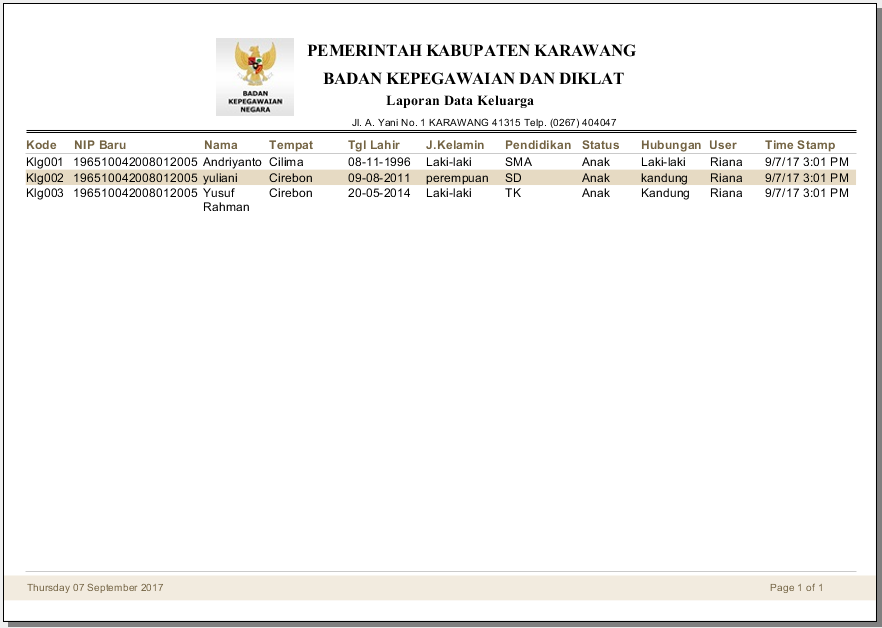 PEMERINTAH KABUPATEN KARAWANG
BADAN KEPEGAWAIAN DAN DIKLAT
Laporan Data Keluarga
Jl. A. Yani No. 1 KARAWANG 41315 Telp. (0267) 404047
BADAN
KEPEGAWAIAN
NEGARA
Kode NIP Baru Nama Tempat Tgl Lahir J.Kelamin Pendidikan Status Hubungan User Time Stamp
Klg001 196510042008012005 Andriyanto Cilima 08-11-1996 Laki-laki SMA Anak Laki-laki Riana 9/7/17 3:01 PM
Klg002 196510042008012005 yuliani Cirebon 09-08-2011 perempuan SD Anak kandung Riana 9/7/17 3:01 PM
Klg003 196510042008012005 Yusuf Cirebon 20-05-2014 Laki-laki TK Anak Kandung Riana 9/7/17 3:01 PM
Rahman
Thursday 07 September 2017 Page 1 of 1